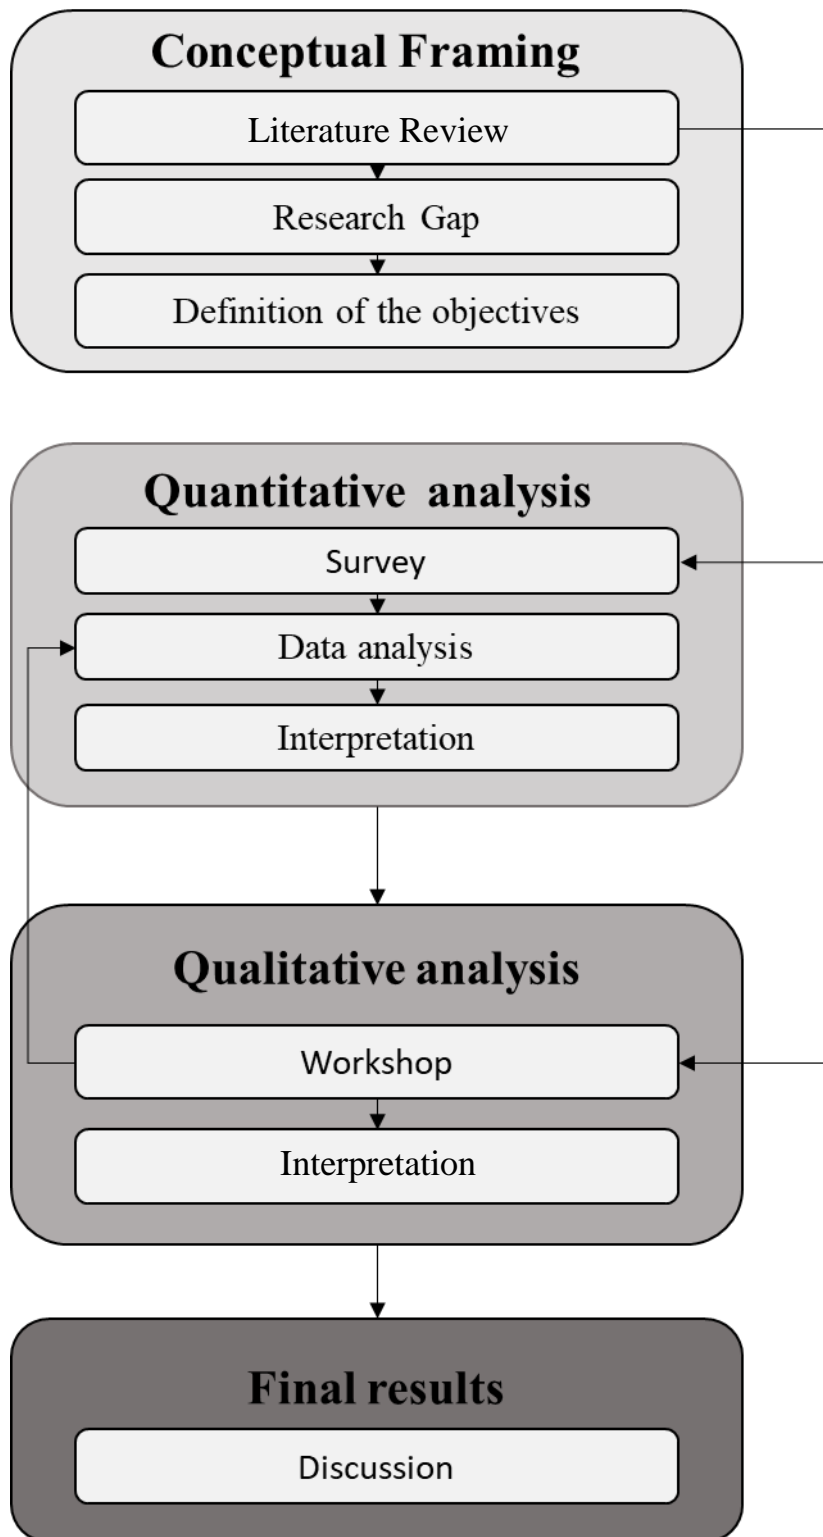 Conceptual Framing
Literature Review
Research Gap
Definition of the objectives
Quantitative analysis
Survey
Data analysis
Interpretation
Qualitative analysis
Workshop
Interpretation
Final results
Discussion